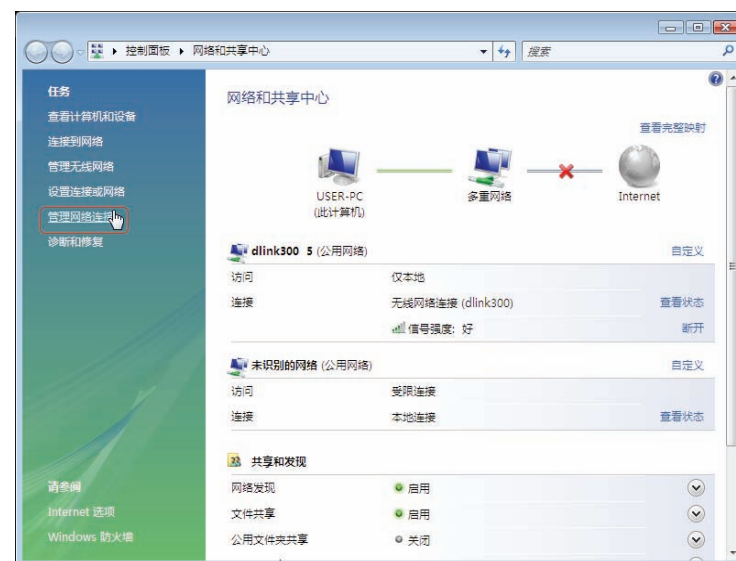 控制面板 ▸ 网络和共享中心
搜索
任务
查看计算机和设备
连接到网络
管理无线网络
设置连接或网络
管理网络连接
诊断和修复
请参阅
Internet 选项
Windows 防火墙
网络和共享中心
查看完整映射
USER-PC
(此计算机)
多重网络
Internet
dlink300 5 (公用网络) 自定义
访问 仅本地
连接 无线网络连接 (dlink300) 查看状态
信号强度: 好 断开
未识别的网络 (公用网络) 自定义
访问 受限连接
连接 本地连接 查看状态
共享和发现
网络发现 启用
文件共享 启用
公用文件夹共享 关闭